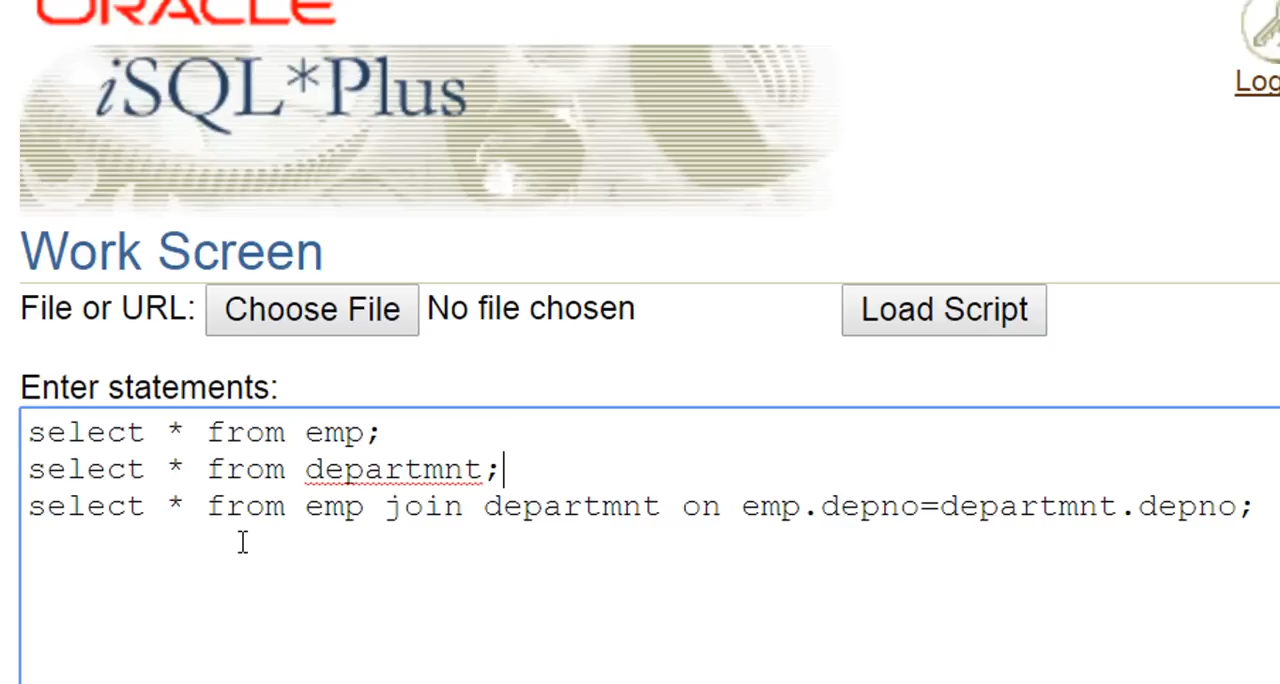 ORACLE
iSQL*Plus
Log
Work Screen
File or URL: Choose File No file chosen Load Script
Enter statements:
select * from emp;
select * from departmnt;
select * from emp join departmnt on emp.depno=departmnt.depno;